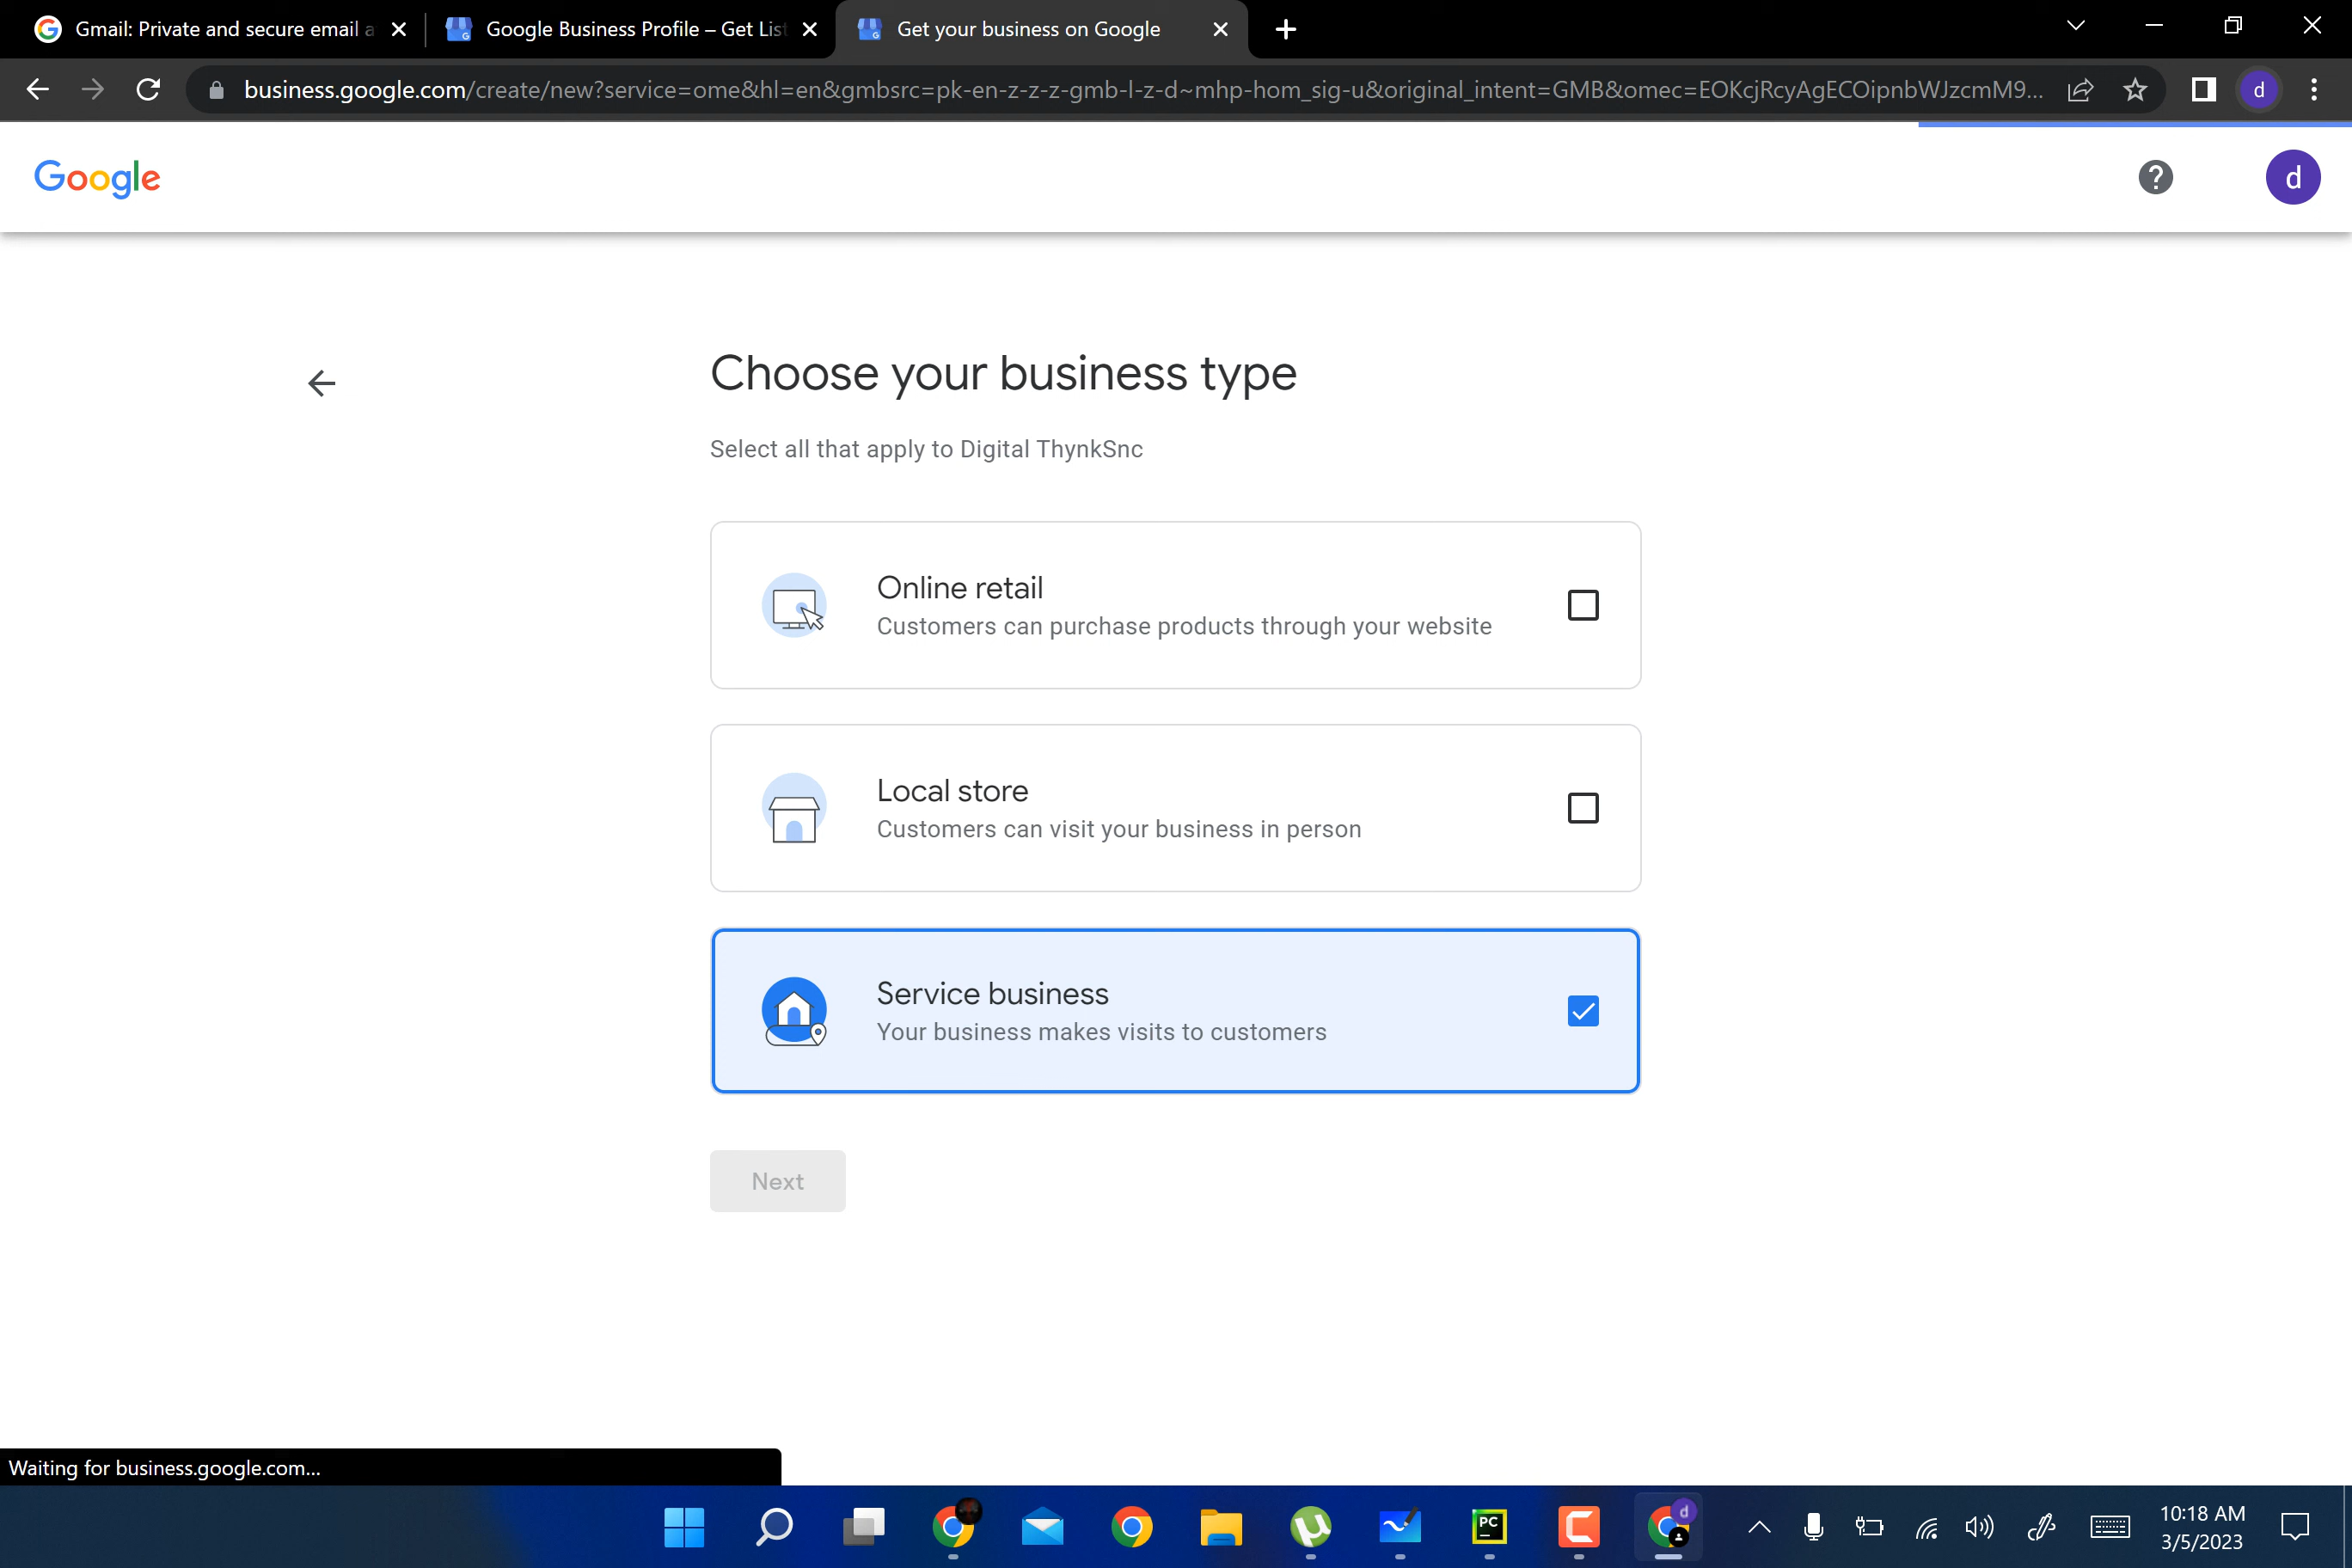 Gmail: Private and secure email a
Google Business Profile – Get List
Get your business on Google
business.google.com/create/new?service=ome&hl=en&gmbsrc=pk-en-z-z-z-gmb-l-z-d~mhp-hom_sig-u&original_intent=GMB&omec=EOKcjRcyAgECOipnbWJzcmM9...
d
Google
?
d
Choose your business type
Select all that apply to Digital ThynkSnc
Online retail
Customers can purchase products through your website
Local store
Customers can visit your business in person
Service business
Your business makes visits to customers
Next
Waiting for business.google.com...
PC
d
10:18 AM
3/5/2023